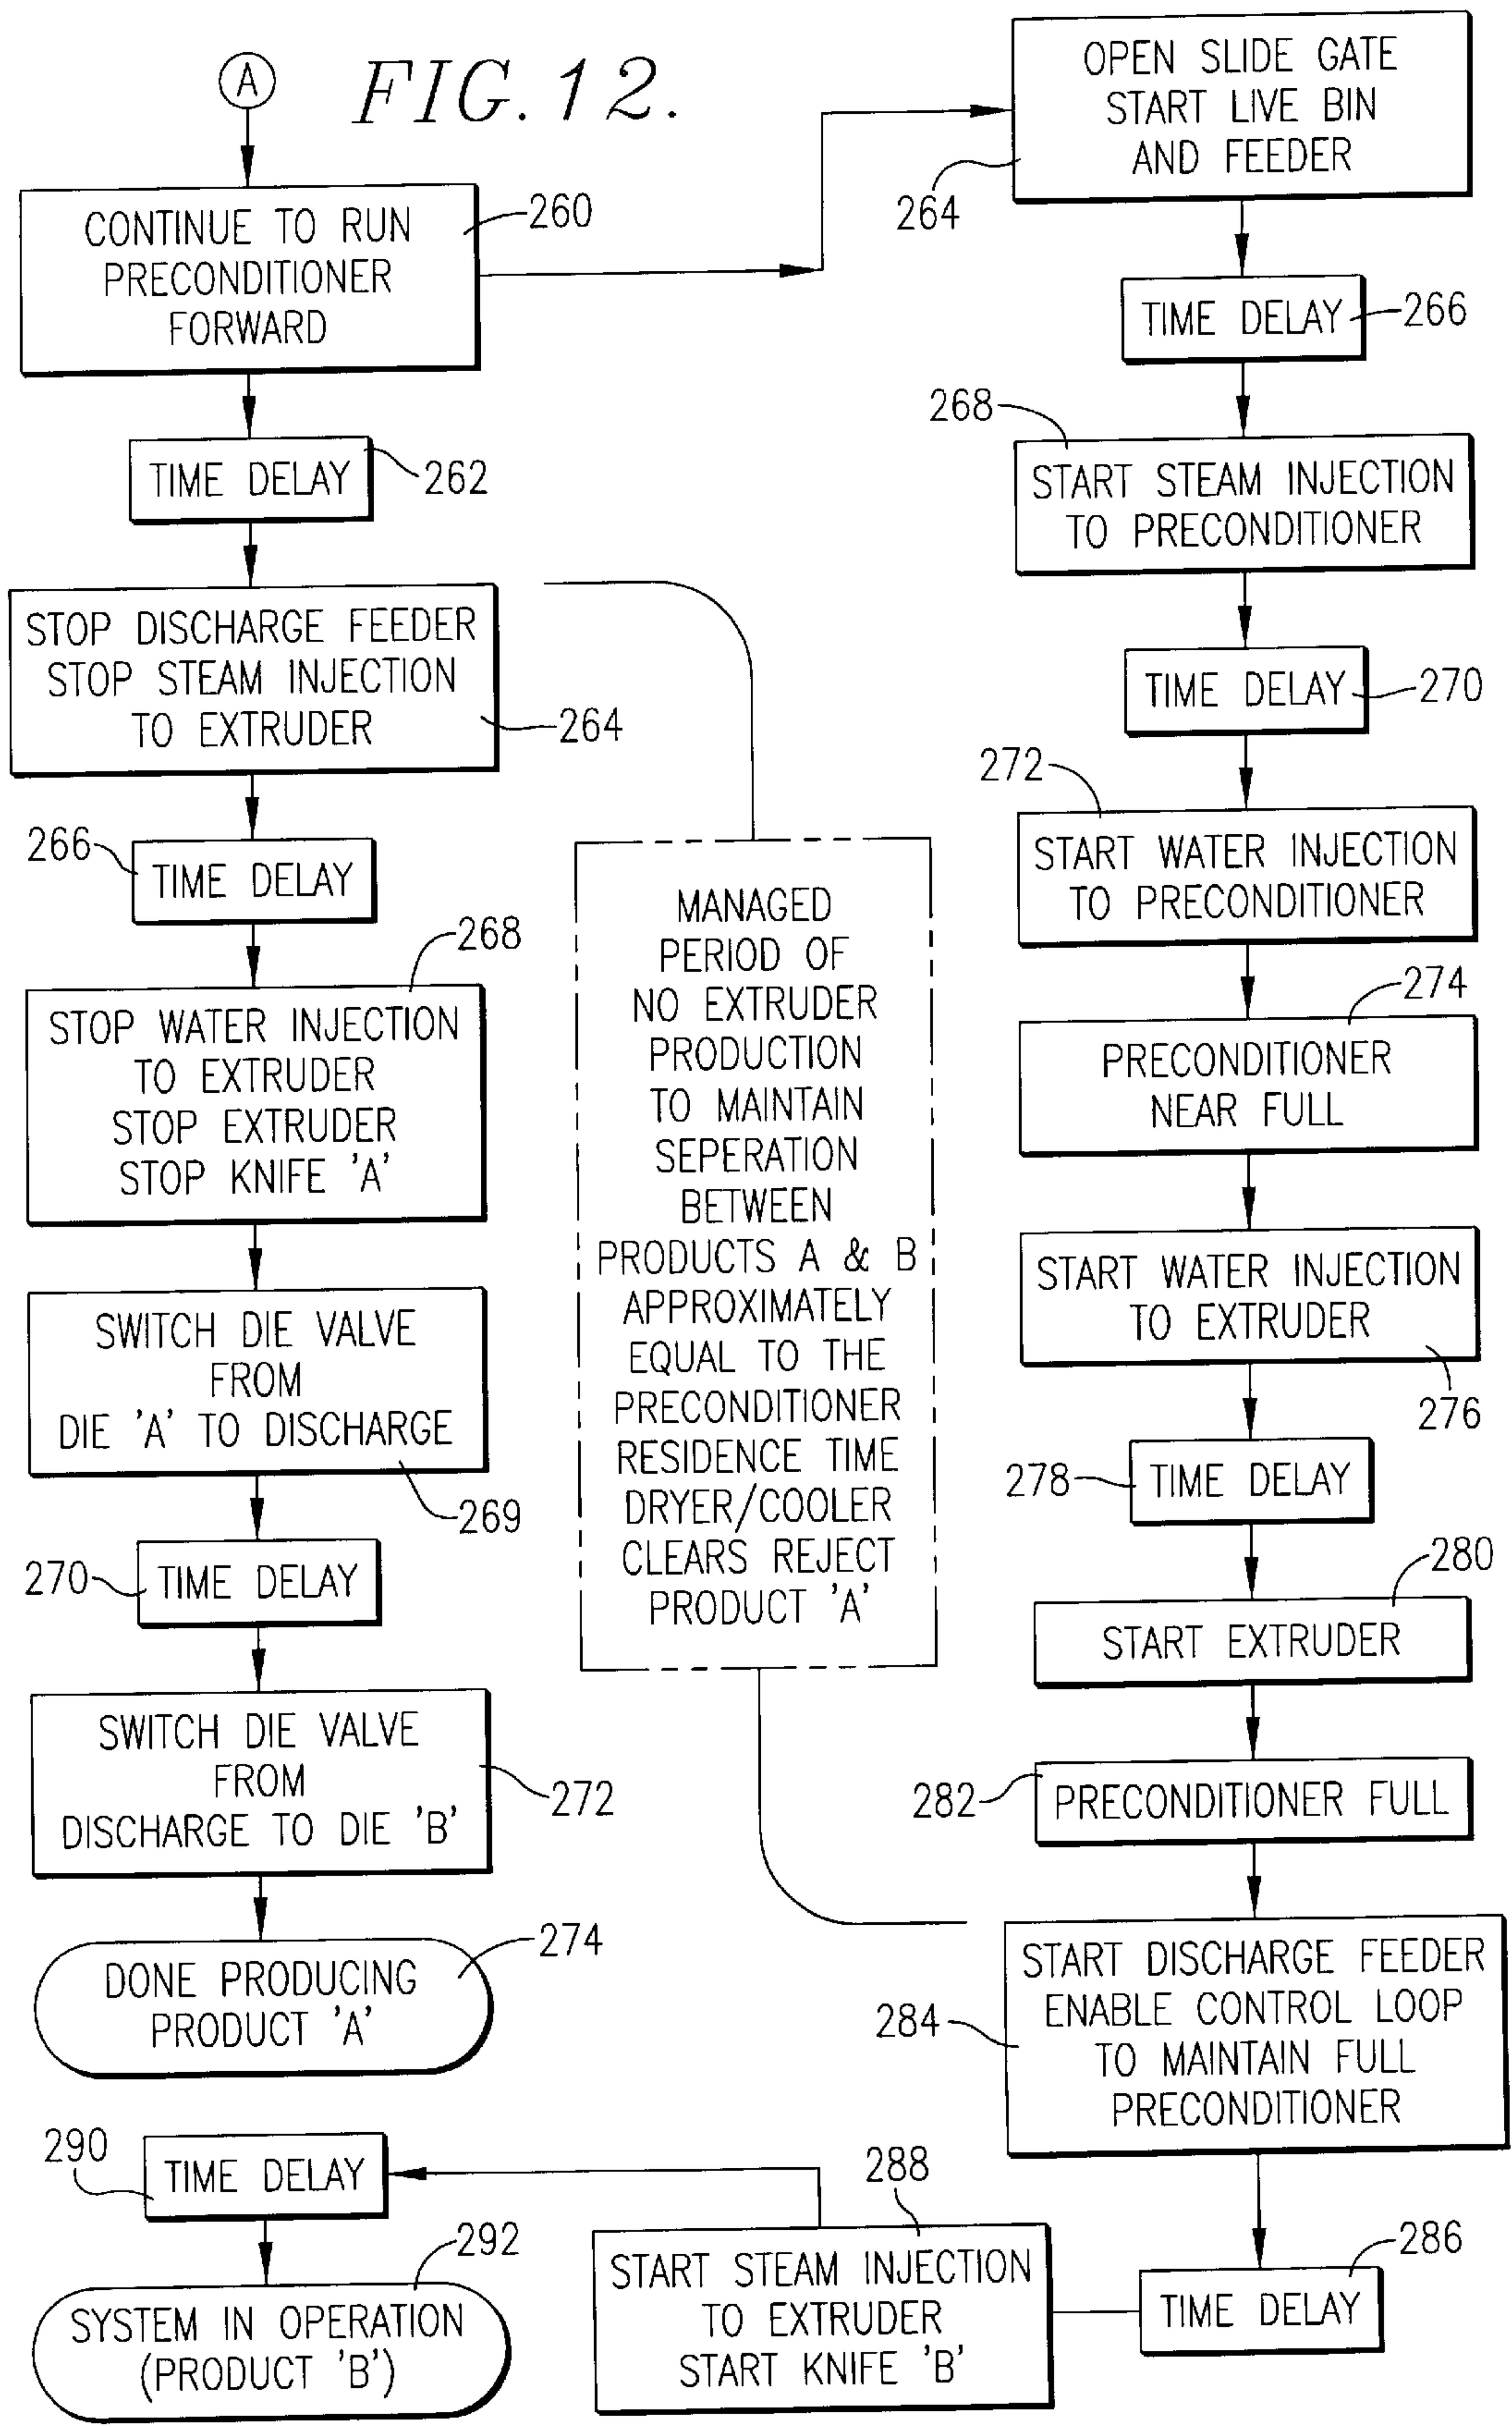 A
FIG. 12.
CONTINUE TO RUN
PRECONDITIONER
FORWARD
260
TIME DELAY
262
STOP DISCHARGE FEEDER
STOP STEAM INJECTION
TO EXTRUDER
264
266
TIME DELAY
268
STOP WATER INJECTION
TO EXTRUDER
STOP EXTRUDER
STOP KNIFE 'A'
SWITCH DIE VALVE
FROM
DIE 'A' TO DISCHARGE
269
270
TIME DELAY
SWITCH DIE VALVE
FROM
DISCHARGE TO DIE 'B'
272
274
DONE PRODUCING
PRODUCT 'A'
MANAGED
PERIOD OF
NO EXTRUDER
PRODUCTION
TO MAINTAIN
SEPERATION
BETWEEN
PRODUCTS A & B
APPROXIMATELY
EQUAL TO THE
PRECONDITIONER
RESIDENCE TIME
DRYER/COOLER
CLEARS REJECT
PRODUCT 'A'
OPEN SLIDE GATE
START LIVE BIN
AND FEEDER
264
TIME DELAY
266
268
START STEAM INJECTION
TO PRECONDITIONER
TIME DELAY
270
272
START WATER INJECTION
TO PRECONDITIONER
274
PRECONDITIONER
NEAR FULL
START WATER INJECTION
TO EXTRUDER
276
278
TIME DELAY
280
START EXTRUDER
282
PRECONDITIONER FULL
284
START DISCHARGE FEEDER
ENABLE CONTROL LOOP
TO MAINTAIN FULL
PRECONDITIONER
286
TIME DELAY
288
START STEAM INJECTION
TO EXTRUDER
START KNIFE 'B'
290
TIME DELAY
292
SYSTEM IN OPERATION
(PRODUCT 'B')